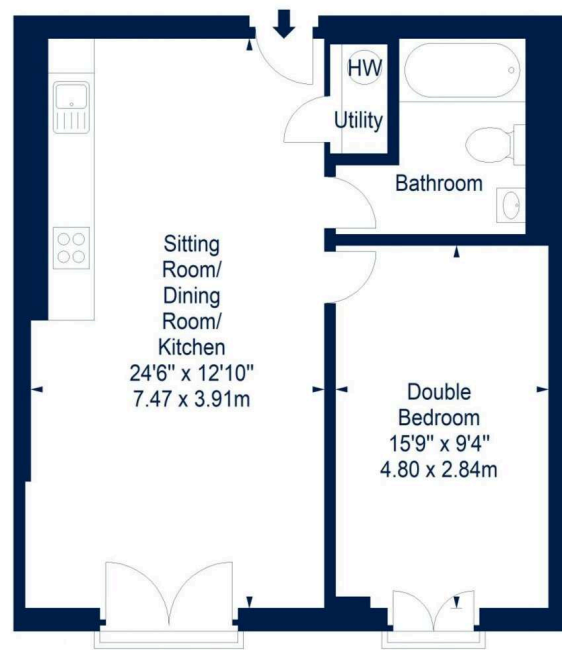 HW
Utility
Bathroom
Sitting
Room/
Dining
Room/
Kitchen
24'6" x 12'10"
7.47 x 3.91m
Double
Bedroom
15'9" x 9'4"
4.80 x 2.84m